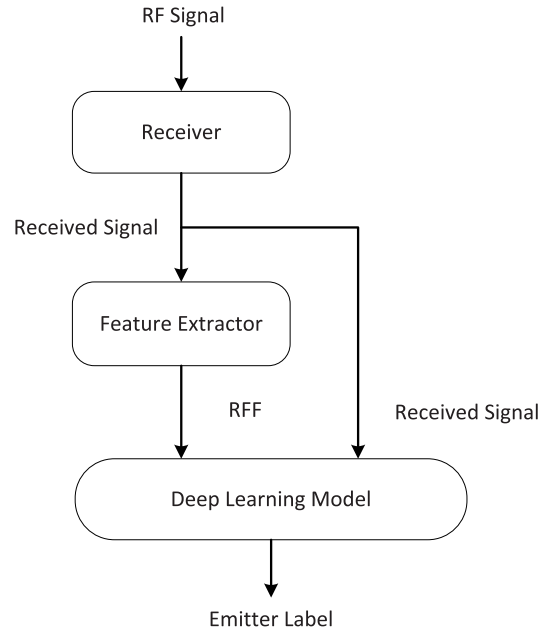 RF Signal
Receiver
Received Signal
Feature Extractor
RFF
Received Signal
Deep Learning Model
Emitter Label